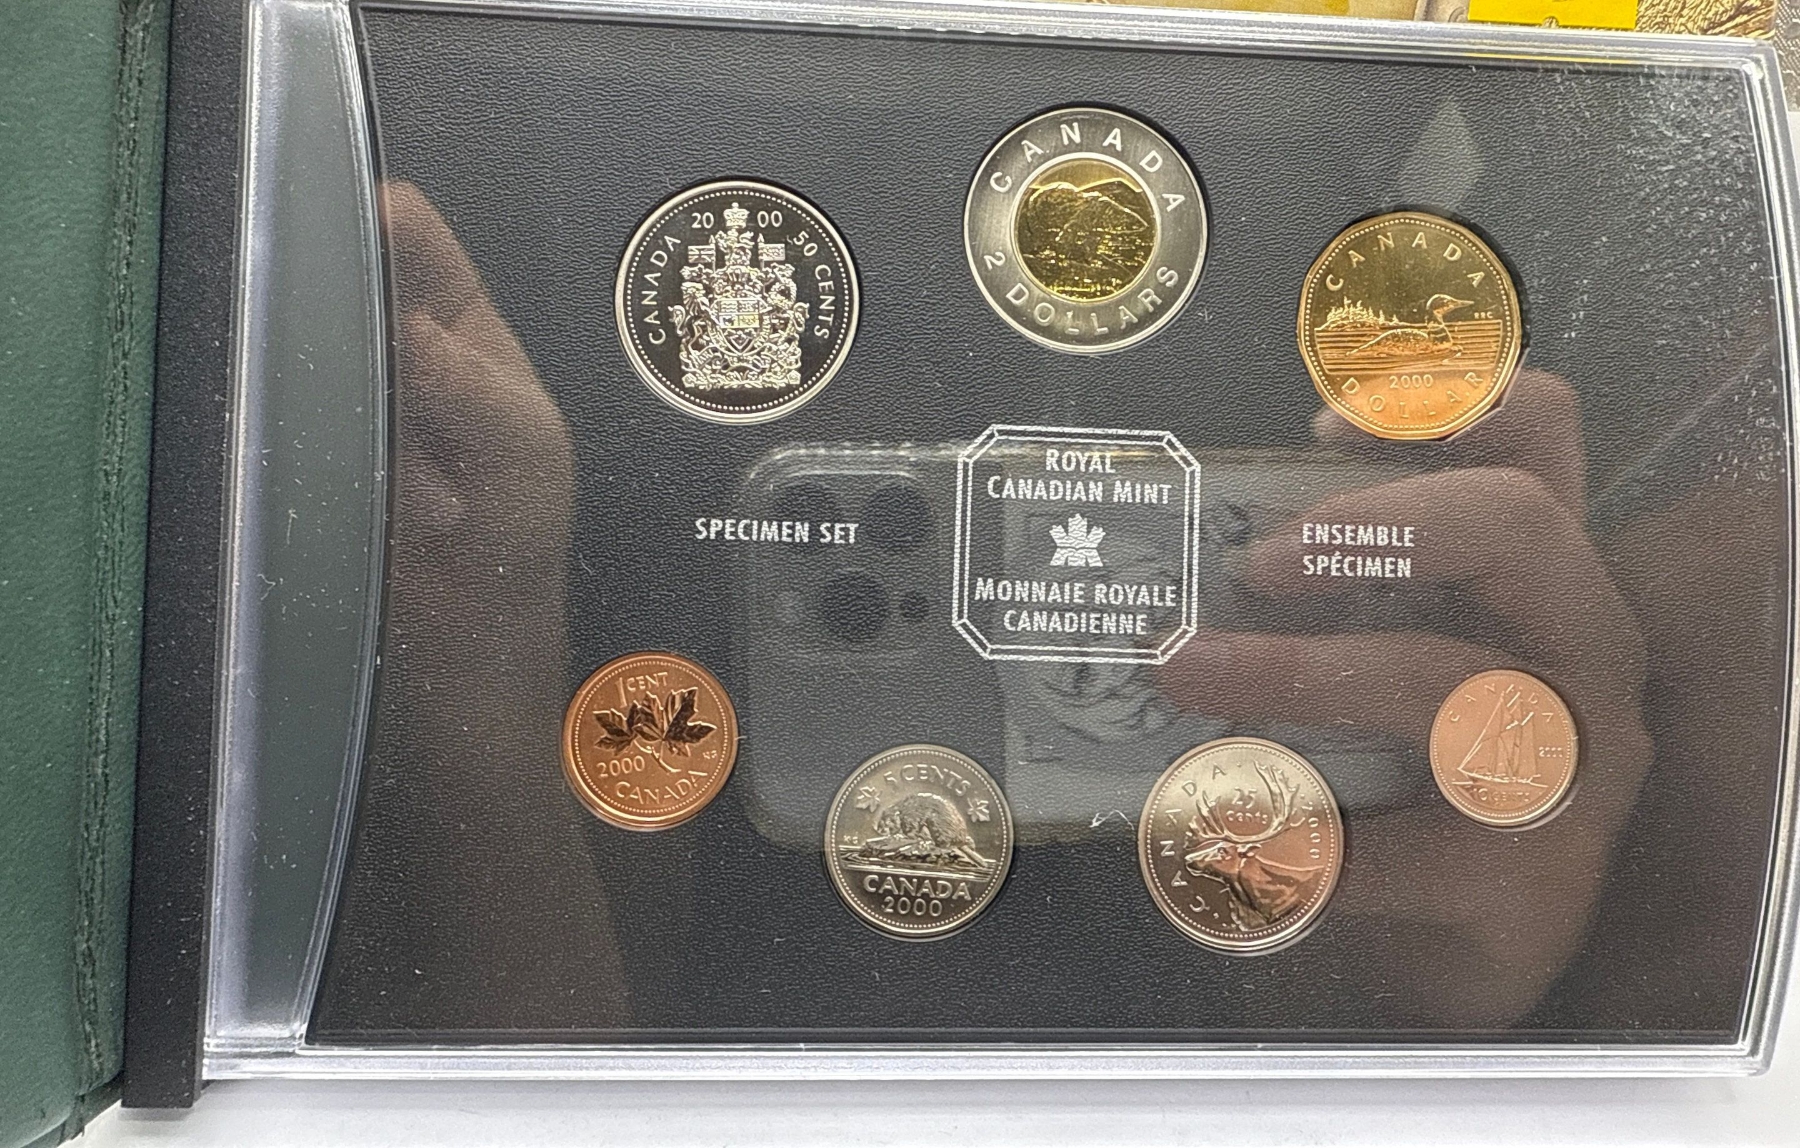 20 00
CANADA
50 CENTS
CANADA
2 DOLLARS
CANADA
2000
DOLLAR
ROYAL
CANADIAN MINT
SPECIMEN SET
ENSEMBLE
SPÉCIMEN
MONNAIE ROYALE
CANADIENNE
1 CENT
2000
CANADA
5 CENTS
CANADA
2000
CANADA
25
cents
2000
CANADA
2000
10 CENTS